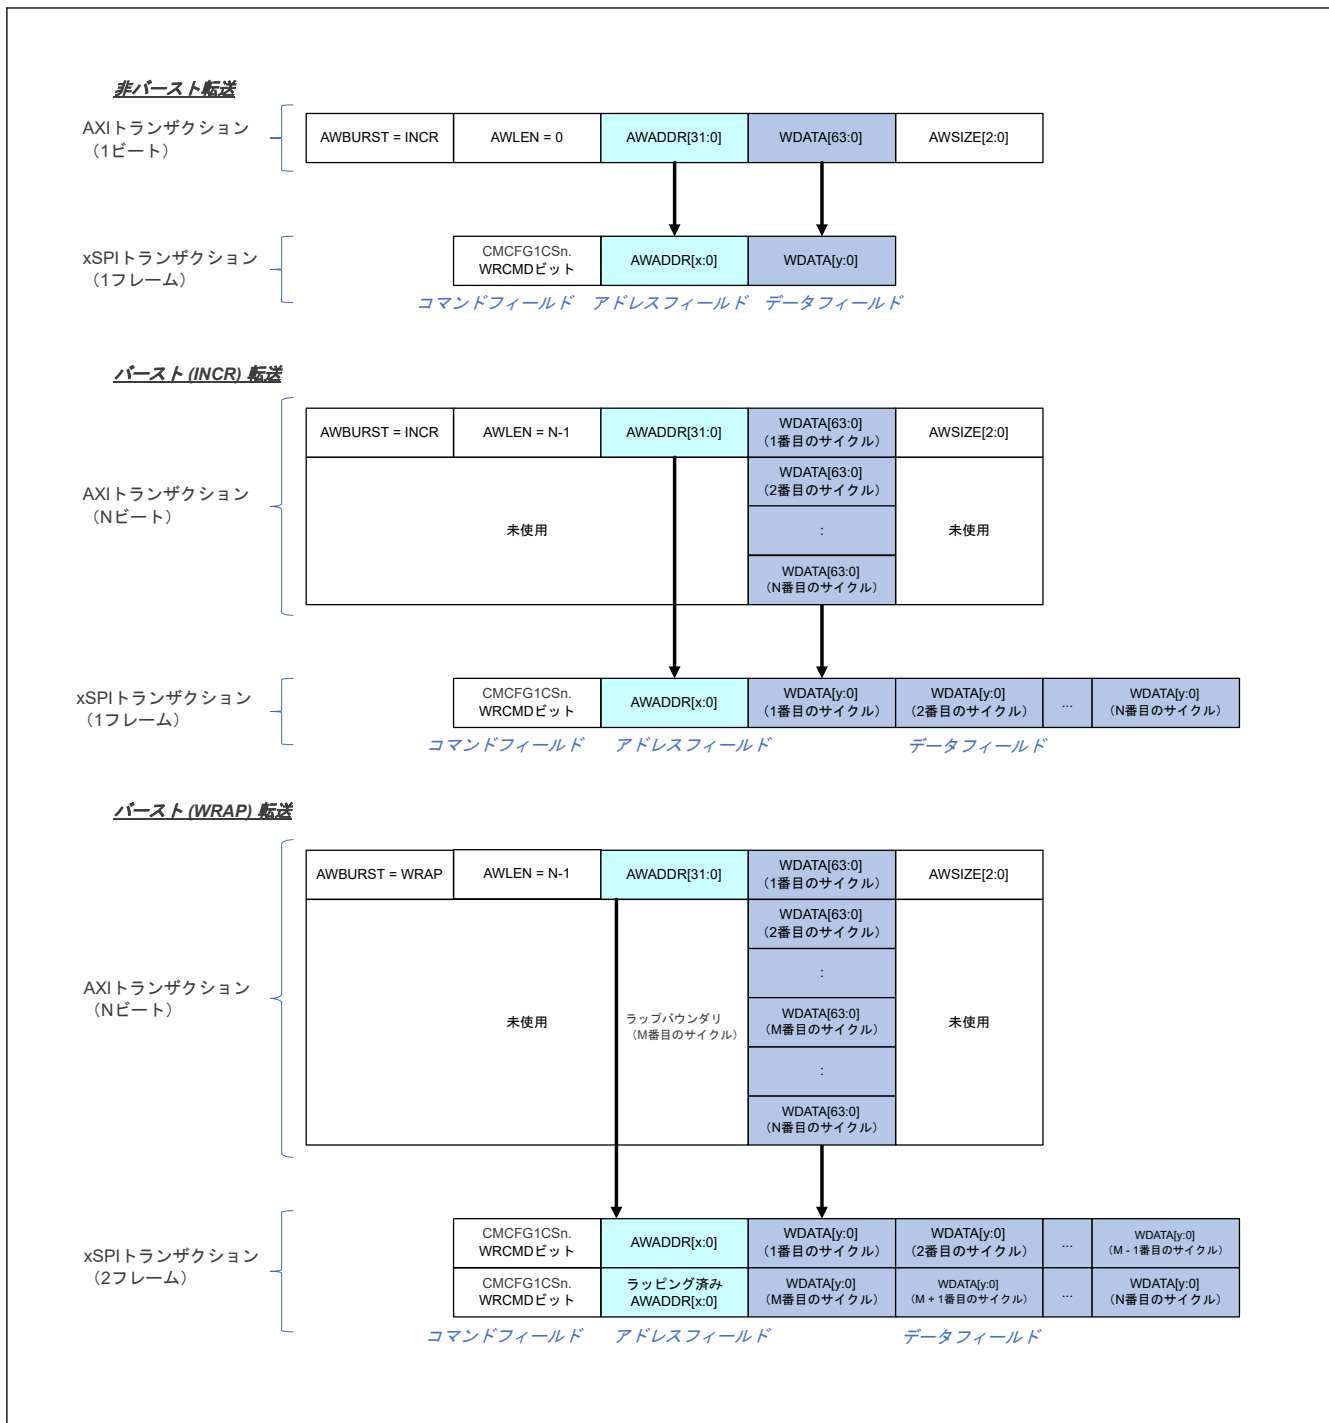 非バースト転送
AXIトランザクション
（1ビート）
AWBURST = INCR
AWLEN = 0
AWADDR[31:0]
WDATA[63:0]
AWSIZE[2:0]
xSPIトランザクション
（1フレーム）
CMCFG1CSn.
WRCMDビット
AWADDR[x:0]
WDATA[y:0]
コマンドフィールド
アドレスフィールド
データフィールド
バースト (INCR) 転送
AXIトランザクション
（Nビート）
AWBURST = INCR
AWLEN = N-1
AWADDR[31:0]
WDATA[63:0]
（1番目のサイクル）
AWSIZE[2:0]
未使用
WDATA[63:0]
（2番目のサイクル）
:
WDATA[63:0]
（N番目のサイクル）
未使用
xSPIトランザクション
（1フレーム）
CMCFG1CSn.
WRCMDビット
AWADDR[x:0]
WDATA[y:0]
（1番目のサイクル）
WDATA[y:0]
（2番目のサイクル）
...
WDATA[y:0]
（N番目のサイクル）
コマンドフィールド
アドレスフィールド
データフィールド
バースト (WRAP) 転送
AXIトランザクション
（Nビート）
AWBURST = WRAP
AWLEN = N-1
AWADDR[31:0]
WDATA[63:0]
（1番目のサイクル）
AWSIZE[2:0]
未使用
ラップバウンダリ
（M番目のサイクル）
WDATA[63:0]
（2番目のサイクル）
:
WDATA[63:0]
（M番目のサイクル）
:
WDATA[63:0]
（N番目のサイクル）
未使用
xSPIトランザクション
（2フレーム）
CMCFG1CSn.
WRCMDビット
AWADDR[x:0]
WDATA[y:0]
（1番目のサイクル）
WDATA[y:0]
（2番目のサイクル）
...
WDATA[y:0]
（M - 1番目のサイクル）
CMCFG1CSn.
WRCMDビット
ラッピング済み
AWADDR[x:0]
WDATA[y:0]
（M番目のサイクル）
WDATA[y:0]
（M + 1番目のサイクル）
...
WDATA[y:0]
（N番目のサイクル）
コマンドフィールド
アドレスフィールド
データフィールド